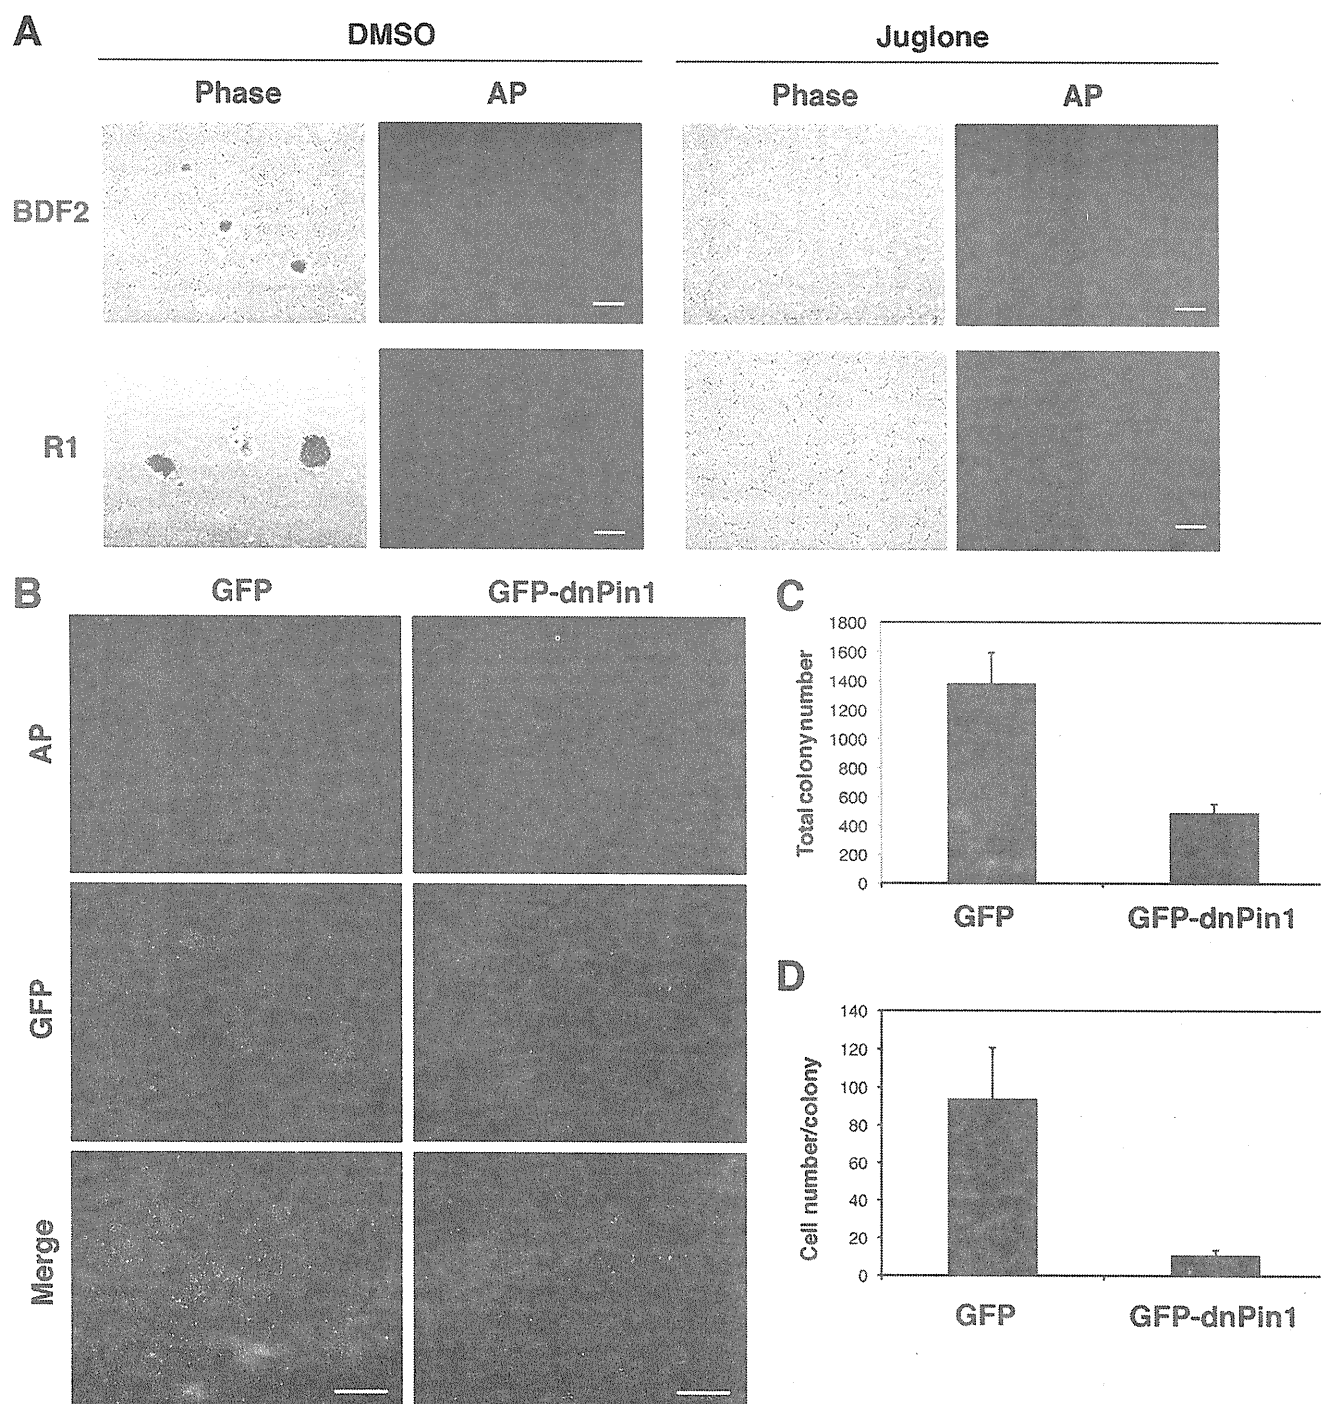 A
DMSO
Juglone
Phase
AP
Phase
AP
BDF2
R1
B
GFP
GFP-dnPin1
AP
GFP
Merge
C
Total colony number
1800
1600
1400
1200
1000
800
600
400
200
0
GFP
GFP-dnPin1
D
Cell number/colony
140
120
100
80
60
40
20
0
GFP
GFP-dnPin1